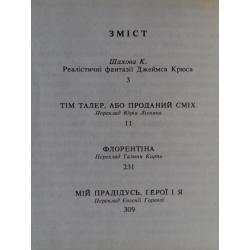 ЗМІСТ
Шахова К.
Реалістичні фантазії Джеймса Крюса
3
ТІМ ТАЛЕР, АБО ПРОДАНИЙ СМІХ
Переклад Юрія Лісняка
11
ФЛОРЕНТІНА
Переклад Галини Кирпи
231
МІЙ ПРАДІДУСЬ, ГЕРОЇ І Я
Переклад Євгенії Горевої
309